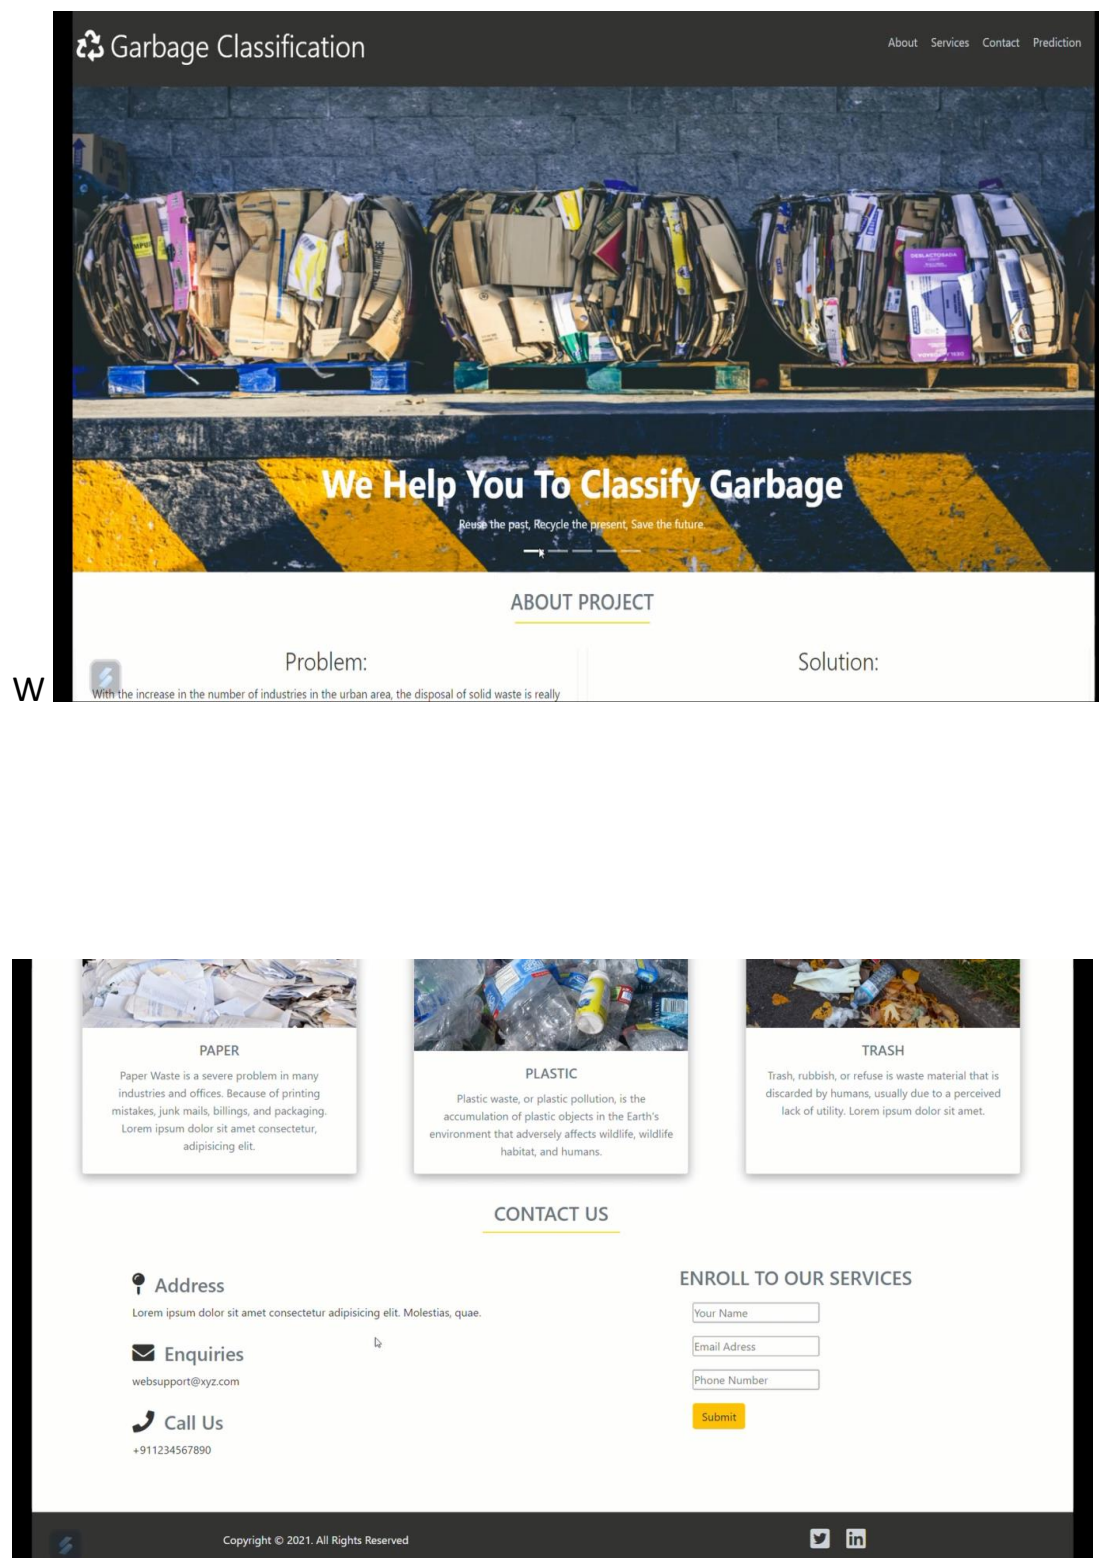 Garbage Classification
About Services Contact Prediction
DESLACTOSADA
We Help You To Classify Garbage
Reuse the past, Recycle the present, Save the future.
ABOUT PROJECT
Problem:
Solution:
With the increase in the number of industries in the urban area, the disposal of solid waste is really
W
PAPER
Paper Waste is a severe problem in many
industries and offices. Because of printing
mistakes, junk mails, billings, and packaging.
Lorem ipsum dolor sit amet consectetur,
adipisicing elit.
PLASTIC
Plastic waste, or plastic pollution, is the
accumulation of plastic objects in the Earth's
environment that adversely affects wildlife, wildlife
habitat, and humans.
TRASH
Trash, rubbish, or refuse is waste material that is
discarded by humans, usually due to a perceived
lack of utility. Lorem ipsum dolor sit amet.
CONTACT US
Address
Lorem ipsum dolor sit amet consectetur adipisicing elit. Molestias, quae.
Enquiries
websupport@xyz.com
Call Us
+911234567890
ENROLL TO OUR SERVICES
Your Name
Email Adress
Phone Number
Submit
Copyright © 2021. All Rights Reserved
in